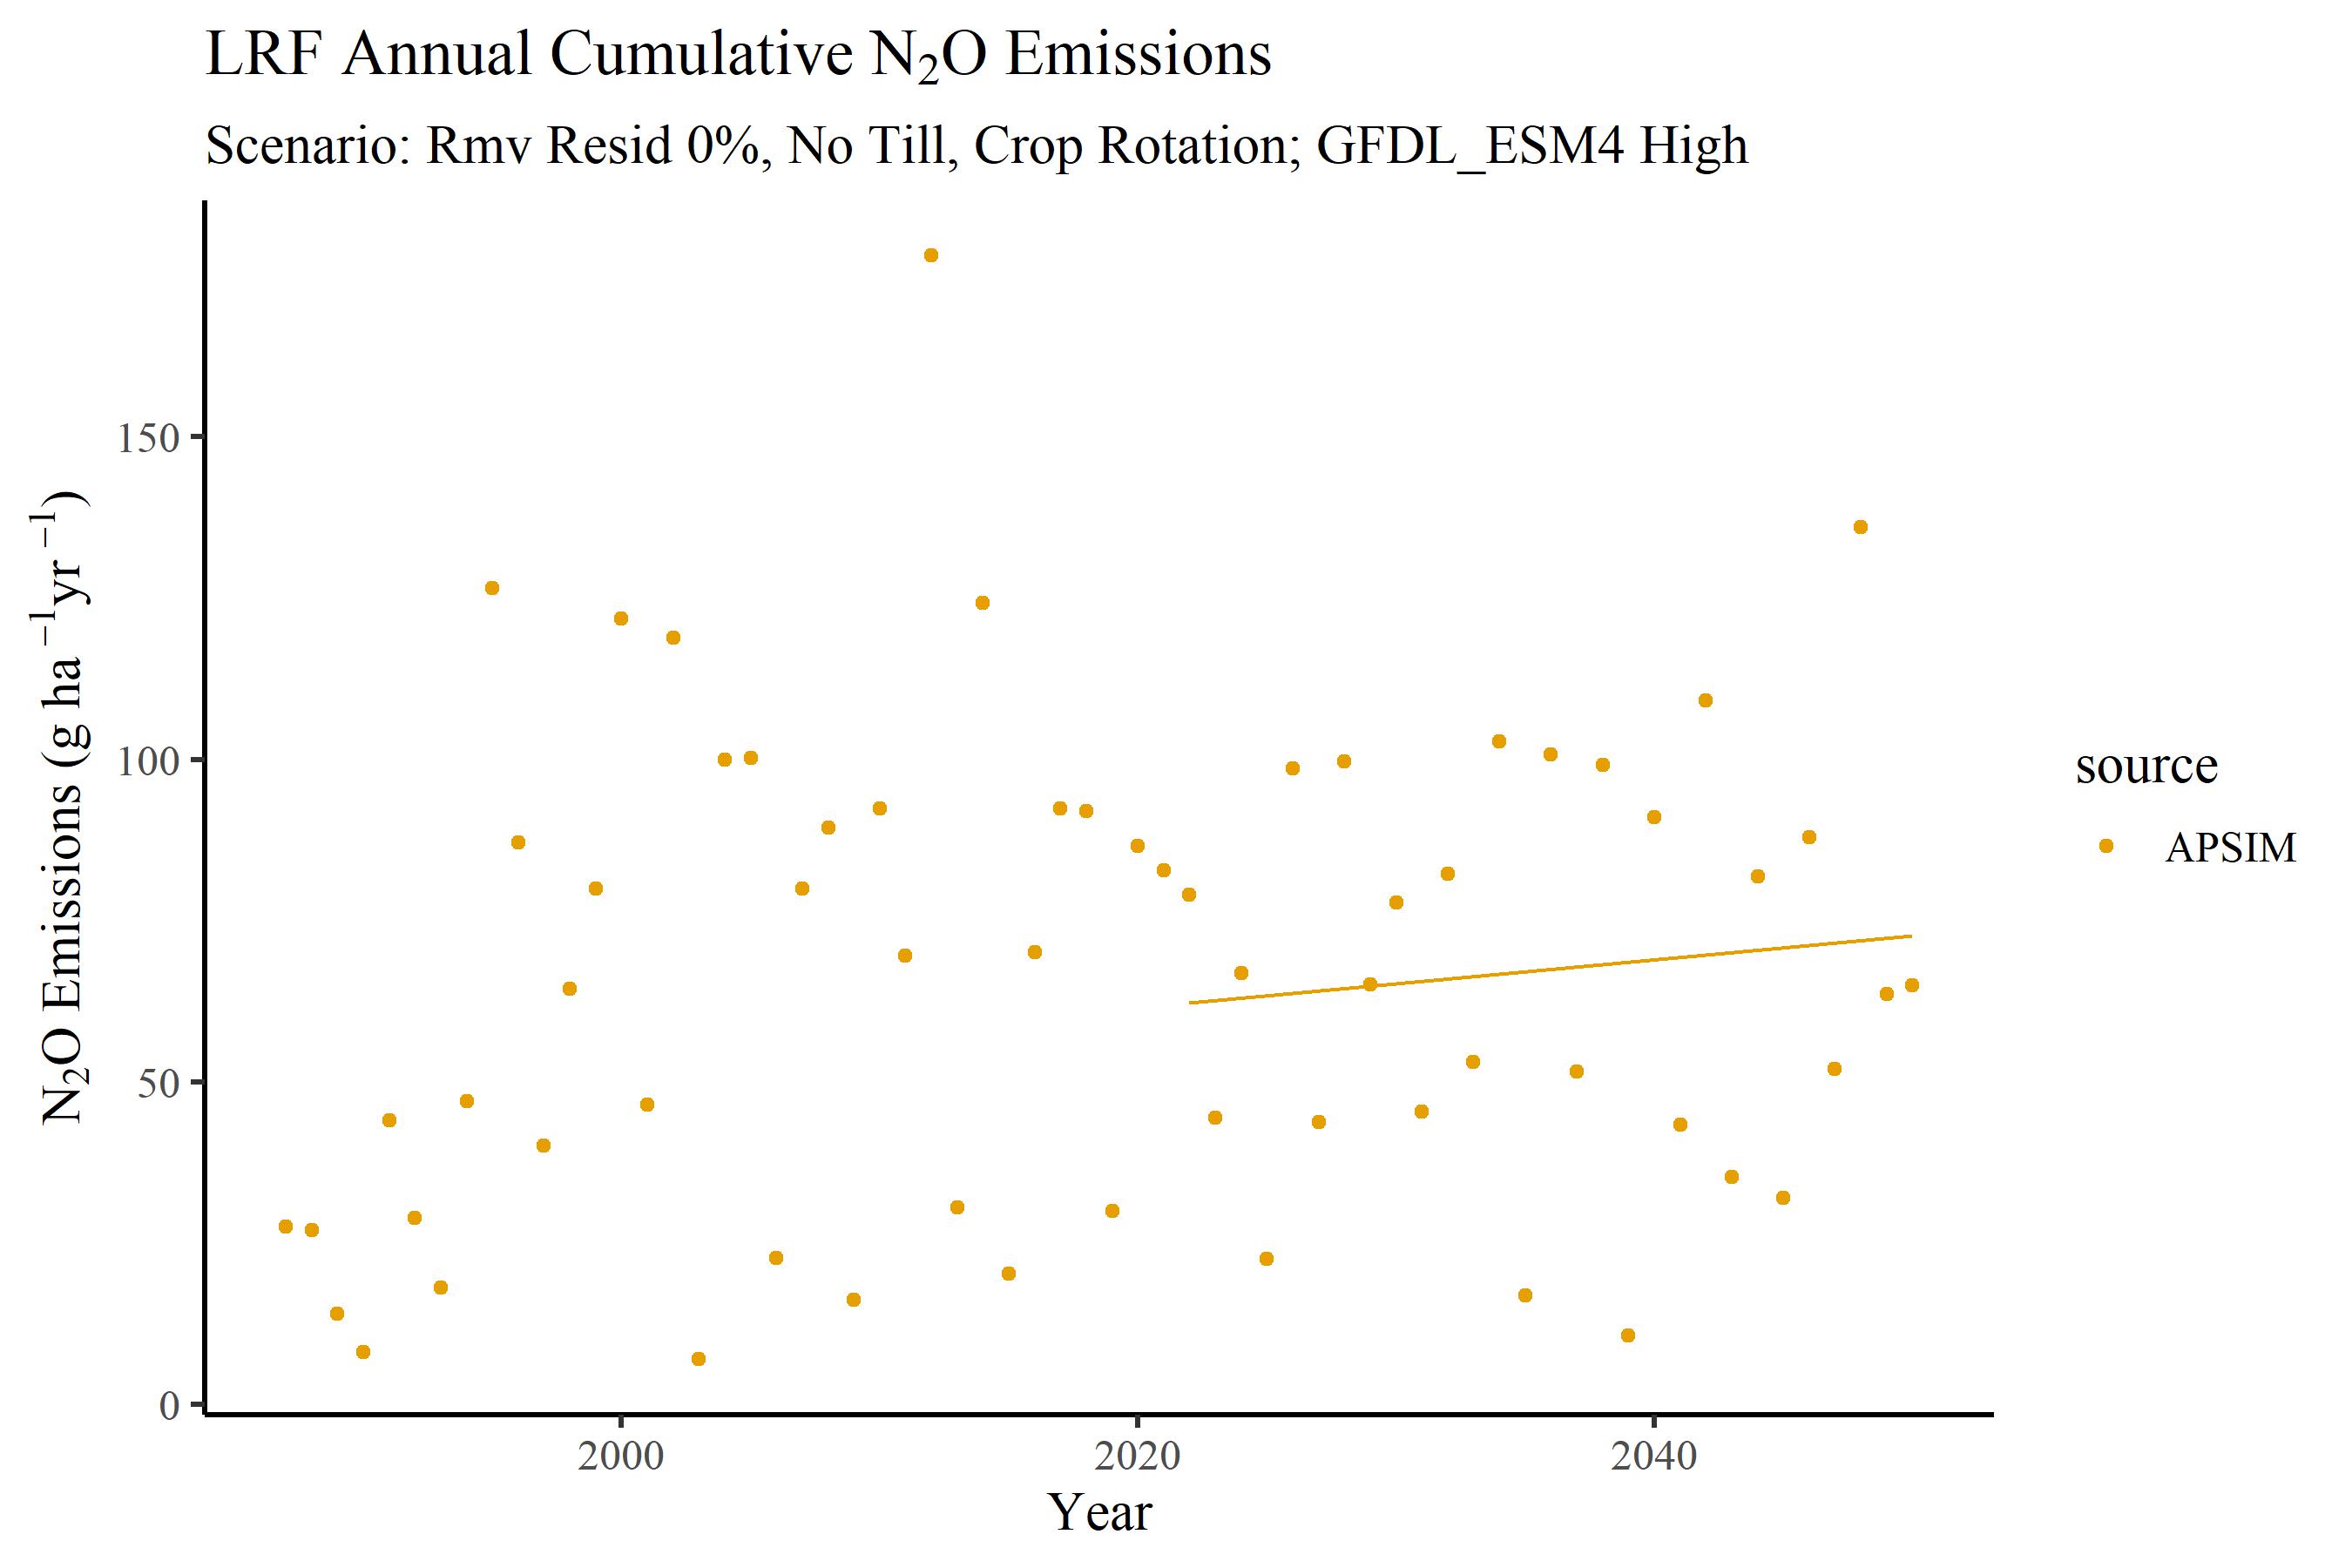 LRF Annual Cumulative N₂O Emissions
Scenario: Rmv Resid 0%, No Till, Crop Rotation; GFDL_ESM4 High
N₂O Emissions (g ha ⁻¹yr ⁻¹)
150
100
50
0
2000
2020
2040
Year
source
APSIM